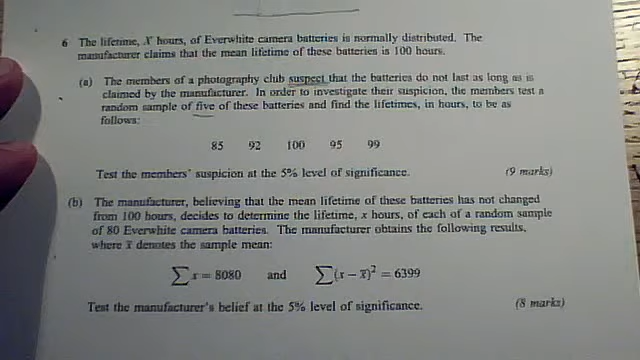 6 The lifetime, X hours, of Everwhite camera batteries is normally distributed. The
manufacturer claims that the mean lifetime of these batteries is 100 hours.
(a) The members of a photography club suspect that the batteries do not last as long as is
claimed by the manufacturer. In order to investigate their suspicion, the members test a
random sample of five of these batteries and find the lifetimes, in hours, to be as
follows:
85 92 100 95 99
Test the members' suspicion at the 5% level of significance. (9 marks)
(b) The manufacturer, believing that the mean lifetime of these batteries has not changed
from 100 hours, decides to determine the lifetime, x hours, of each of a random sample
of 80 Everwhite camera batteries. The manufacturer obtains the following results,
where x̄ denotes the sample mean:
∑x = 8080 and ∑(x − x̄)² = 6399
Test the manufacturer's belief at the 5% level of significance. (8 marks)